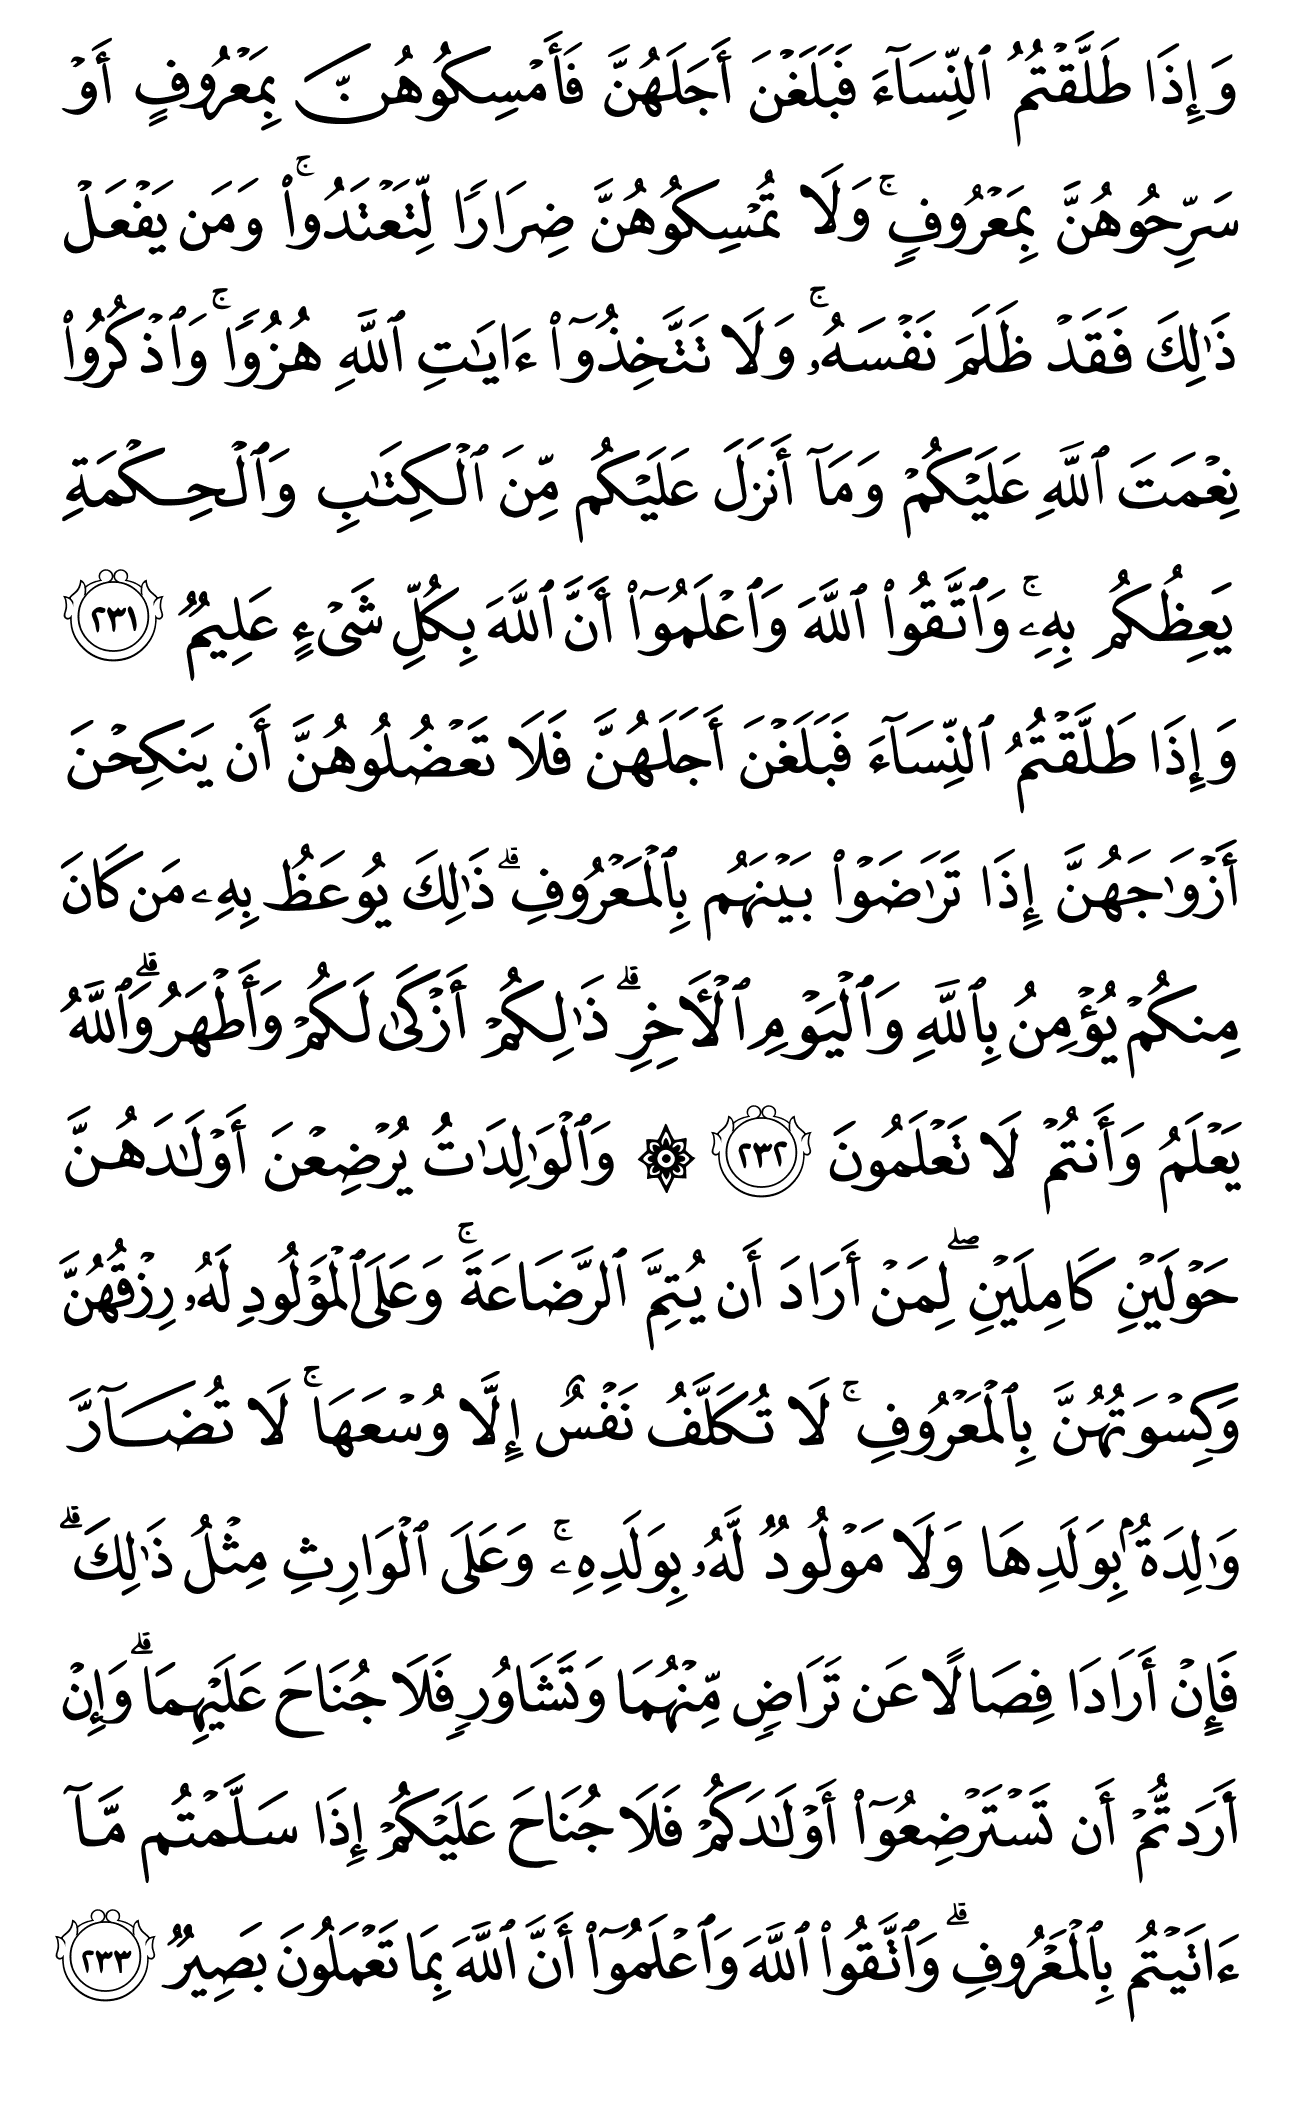 وَإِذَا طَلَّقْتُمُ ٱلنِّسَآءَ فَبَلَغْنَ أَجَلَهُنَّ فَأَمْسِكُوهُنَّ بِمَعْرُوفٍ أَوْ
سَرِّحُوهُنَّ بِمَعْرُوفٍ ۚ وَلَا تُمْسِكُوهُنَّ ضِرَارًا لِّتَعْتَدُوا۟ ۚ وَمَن يَفْعَلْ
ذَٰلِكَ فَقَدْ ظَلَمَ نَفْسَهُۥ ۚ وَلَا تَتَّخِذُوٓا۟ ءَايَـٰتِ ٱللَّهِ هُزُوًا ۚ وَٱذْكُرُوا۟
نِعْمَتَ ٱللَّهِ عَلَيْكُمْ وَمَآ أَنزَلَ عَلَيْكُم مِّنَ ٱلْكِتَـٰبِ وَٱلْحِكْمَةِ
يَعِظُكُم بِهِۦ ۚ وَٱتَّقُوا۟ ٱللَّهَ وَٱعْلَمُوٓا۟ أَنَّ ٱللَّهَ بِكُلِّ شَىْءٍ عَلِيمٌ ٢٣١
وَإِذَا طَلَّقْتُمُ ٱلنِّسَآءَ فَبَلَغْنَ أَجَلَهُنَّ فَلَا تَعْضُلُوهُنَّ أَن يَنكِحْنَ
أَزْوَٰجَهُنَّ إِذَا تَرَٰضَوْا۟ بَيْنَهُم بِٱلْمَعْرُوفِ ۗ ذَٰلِكَ يُوعَظُ بِهِۦ مَن كَانَ
مِنكُمْ يُؤْمِنُ بِٱللَّهِ وَٱلْيَوْمِ ٱلْـَٔاخِرِ ۗ ذَٰلِكُمْ أَزْكَىٰ لَكُمْ وَأَطْهَرُ ۗ وَٱللَّهُ
يَعْلَمُ وَأَنتُمْ لَا تَعْلَمُونَ ٢٣٢ ۞ وَٱلْوَٰلِدَٰتُ يُرْضِعْنَ أَوْلَـٰدَهُنَّ
حَوْلَيْنِ كَامِلَيْنِ ۖ لِمَنْ أَرَادَ أَن يُتِمَّ ٱلرَّضَاعَةَ ۚ وَعَلَى ٱلْمَوْلُودِ لَهُۥ رِزْقُهُنَّ
وَكِسْوَتُهُنَّ بِٱلْمَعْرُوفِ ۚ لَا تُكَلَّفُ نَفْسٌ إِلَّا وُسْعَهَا ۚ لَا تُضَآرَّ
وَٰلِدَةٌۢ بِوَلَدِهَا وَلَا مَوْلُودٌ لَّهُۥ بِوَلَدِهِۦ ۚ وَعَلَى ٱلْوَارِثِ مِثْلُ ذَٰلِكَ ۗ
فَإِنْ أَرَادَا فِصَالًا عَن تَرَاضٍ مِّنْهُمَا وَتَشَاوُرٍ فَلَا جُنَاحَ عَلَيْهِمَا ۗ وَإِنْ
أَرَدتُّمْ أَن تَسْتَرْضِعُوٓا۟ أَوْلَـٰدَكُمْ فَلَا جُنَاحَ عَلَيْكُمْ إِذَا سَلَّمْتُم مَّآ
ءَاتَيْتُم بِٱلْمَعْرُوفِ ۗ وَٱتَّقُوا۟ ٱللَّهَ وَٱعْلَمُوٓا۟ أَنَّ ٱللَّهَ بِمَا تَعْمَلُونَ بَصِيرٌ ٢٣٣